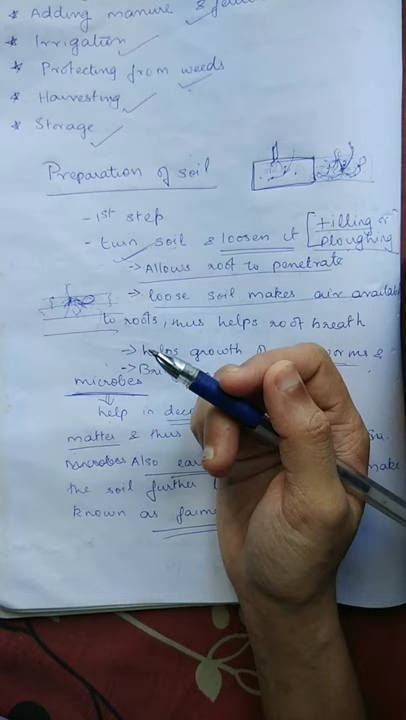 * Adding manure &
* Irrigation
* Protecting from weeds
* Harvesting
* Storage
Preparation of soil
- 1st step
- turn soil & loosen it [tilling or ploughing
-> Allows root to penetrate
-> loose soil makes air availabl
to roots, thus helps root breath
-> helps growth &
->
microbes
help in
matter & thus
microbes Also
make
the soil further
known as